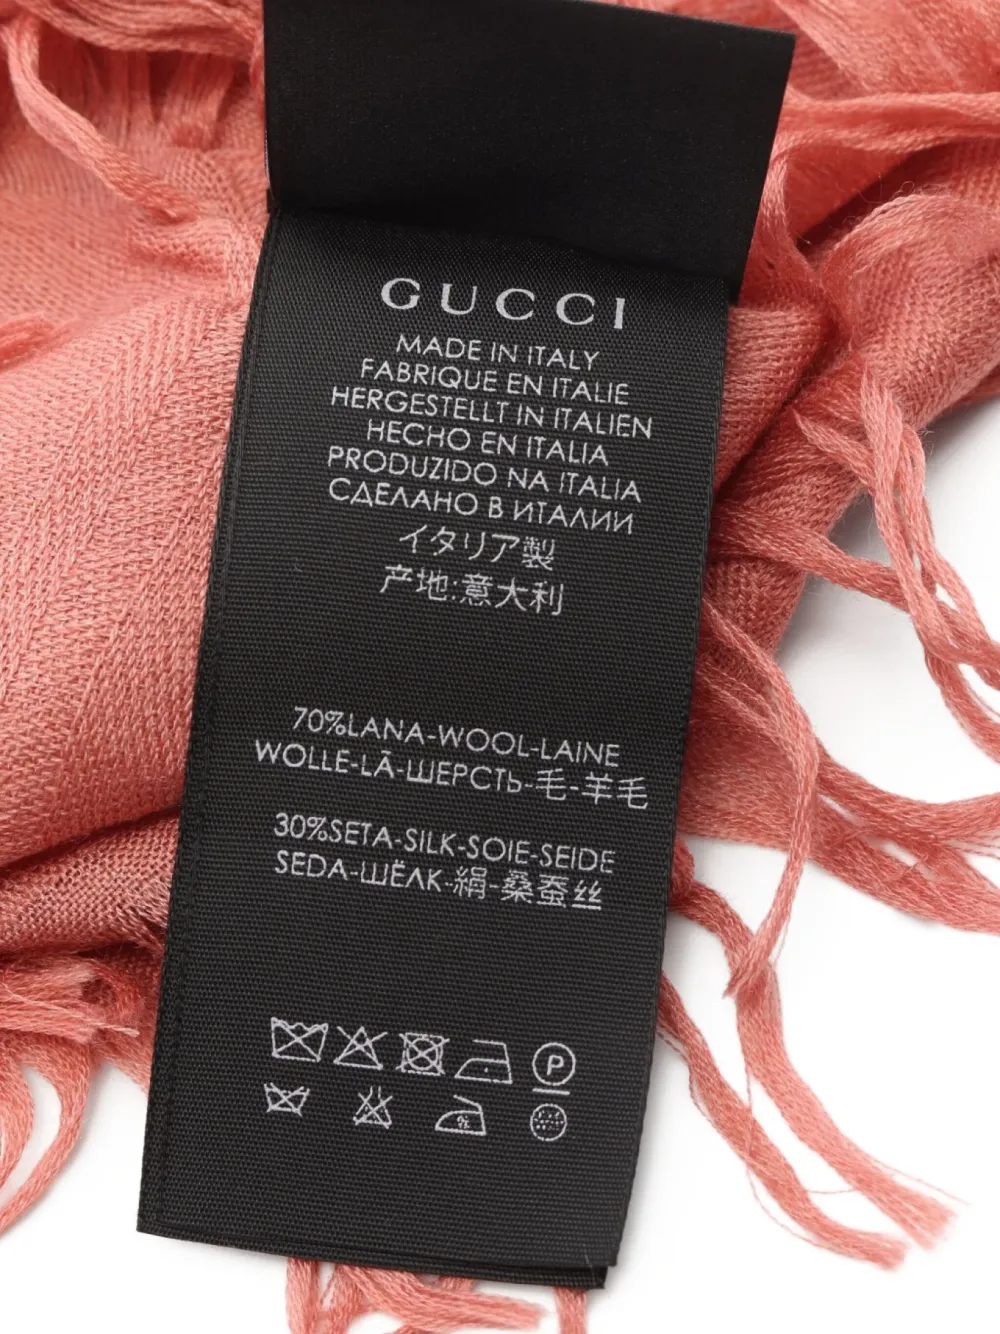 GUCCI
MADE IN ITALY
FABRIQUE EN ITALIE
HERGESTELLT IN ITALIEN
HECHO EN ITALIA
PRODUZIDO NA ITALIA
СДЕЛАНО В ИТАЛИИ
イタリア製
产地:意大利
70%LANA-WOOL-LAINE
WOLLE-LÃ-ШЕРСТЬ-毛-羊毛
30%SETA-SILK-SOIE-SEIDE
SEDA-ШЁЛК-絹-桑蚕丝
P